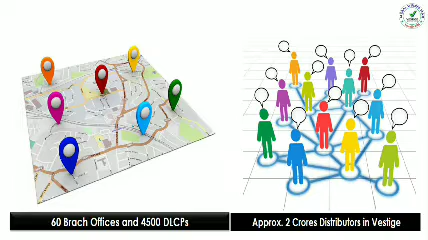 60 Brach Offices and 4500 DLCPs
Approx. 2 Crores Distributors in Vestige